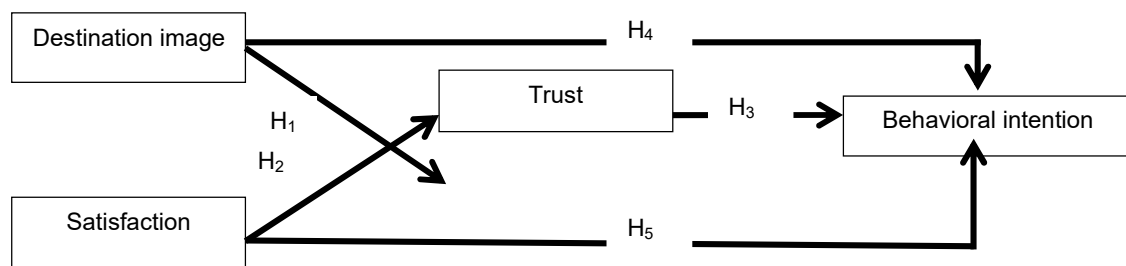 Destination image
H₄
Trust
H₃
Behavioral intention
H₁
H₂
Satisfaction
H₅